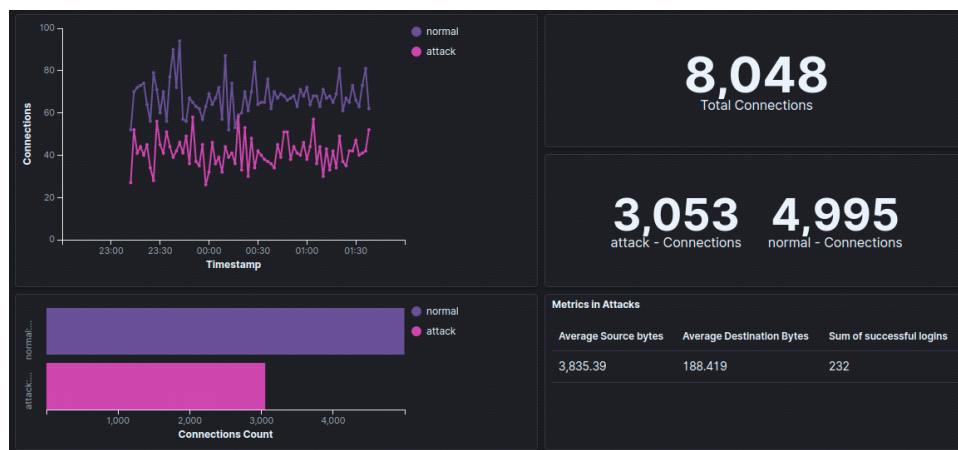 100
80
60
40
20
0
Connections
23:00 23:30 00:00 00:30 01:00 01:30
Timestamp
normal
attack
8,048
Total Connections
3,053 4,995
attack - Connections normal - Connections
normal:...
attack:...
1,000 2,000 3,000 4,000
Connections Count
normal
attack
Metrics in Attacks
Average Source bytes Average Destination Bytes Sum of successful logins
3,835.39 188.419 232